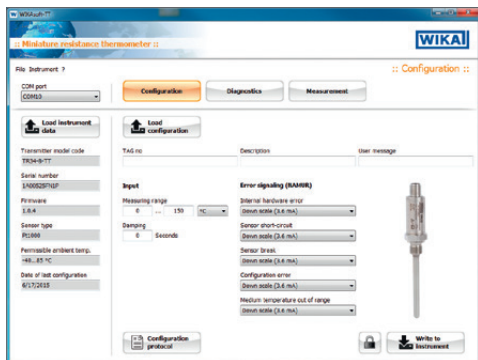 WIKAsoft-TT
:: Miniature resistance thermometer ::
WIKA
File Instrument ?
:: Configuration ::
COM port
COM10
Configuration
Diagnostics
Measurement
Load instrument data
Load configuration
Transmitter model code
TR34-B-TT
TAG no
Description
User message
Serial number
1A00525FN1P
Firmware
1.0.4
Sensor type
Pt1000
Permissible ambient temp.
-40...85 °C
Date of last configuration
6/17/2015
Input
Measuring range
0 ... 150 °C
Damping
0 Seconds
Error signaling (NAMUR)
Internal hardware error
Down scale (3.6 mA)
Sensor short-circuit
Down scale (3.6 mA)
Sensor break
Down scale (3.6 mA)
Configuration error
Down scale (3.6 mA)
Medium temperature out of range
Down scale (3.6 mA)
Configuration protocol
Write to instrument